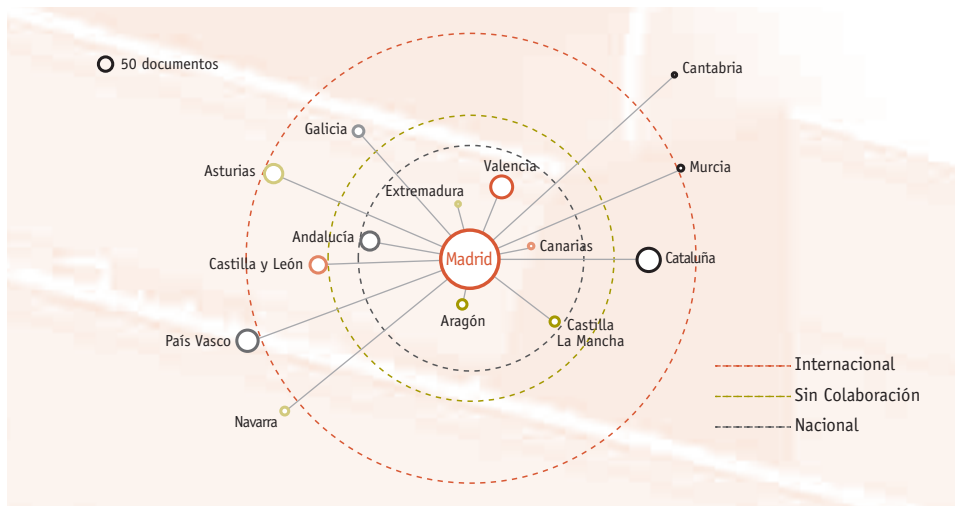 50 documentos
Cantabria
Galicia
Valencia
Murcia
Asturias
Extremadura
Andalucía
Canarias
Madrid
Cataluña
Castilla y León
Aragón
Castilla
La Mancha
País Vasco
Internacional
Sin Colaboración
Navarra
Nacional